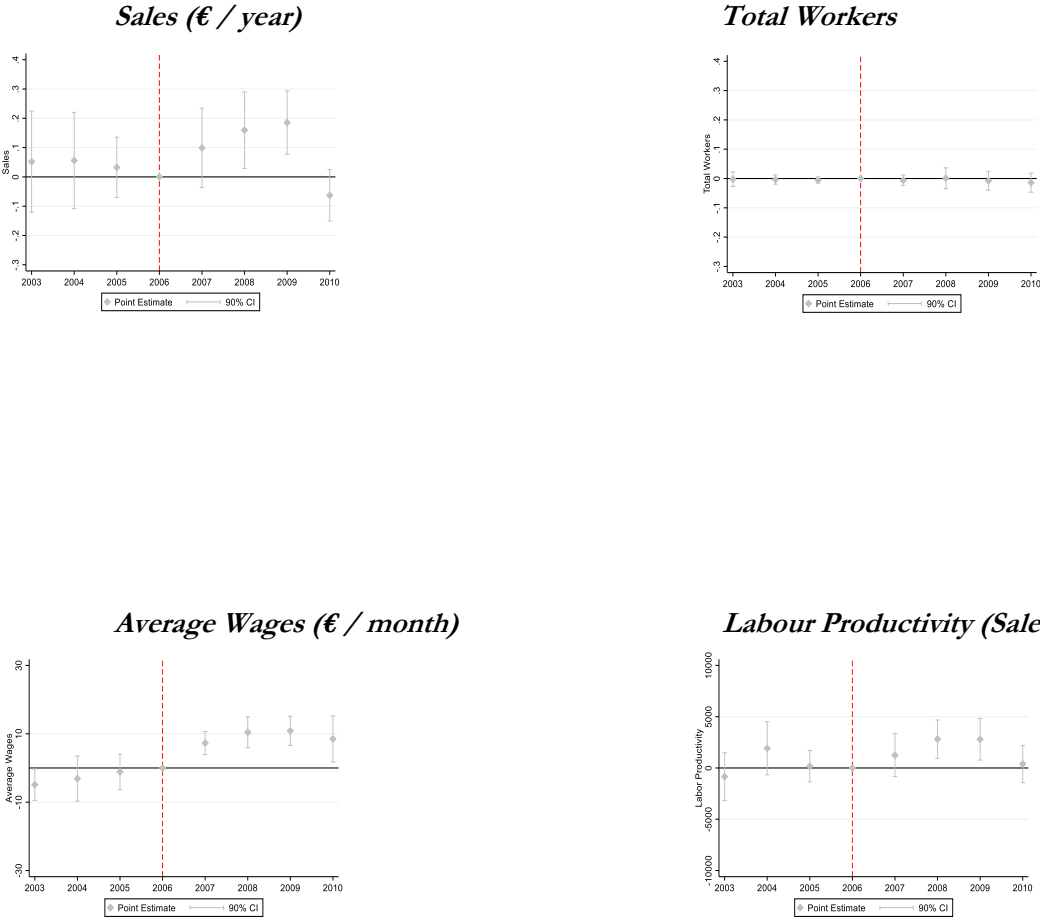 Sales (€ / year)
Total Workers
.4
.3
.2
.1
0
-.1
-.2
-.3
Sales
2003 2004 2005 2006 2007 2008 2009 2010
Point Estimate 90% CI
.4
.3
.2
.1
0
-.1
-.2
-.3
Total Workers
2003 2004 2005 2006 2007 2008 2009 2010
Point Estimate 90% CI
Average Wages (€ / month)
Labour Productivity (Sale
30
10
-10
-30
Average Wages
2003 2004 2005 2006 2007 2008 2009 2010
Point Estimate 90% CI
10000
5000
0
-5000
-10000
Labor Productivity
2003 2004 2005 2006 2007 2008 2009 2010
Point Estimate 90% CI